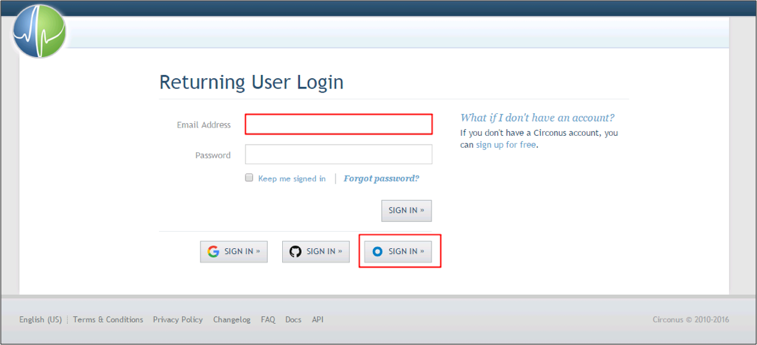 Returning User Login
Email Address
Password
Keep me signed in | Forgot password?
SIGN IN »
SIGN IN » SIGN IN » SIGN IN »
What if I don't have an account?
If you don't have a Circonus account, you
can sign up for free.
English (US) | Terms & Conditions Privacy Policy Changelog FAQ Docs API
Circonus © 2010-2016